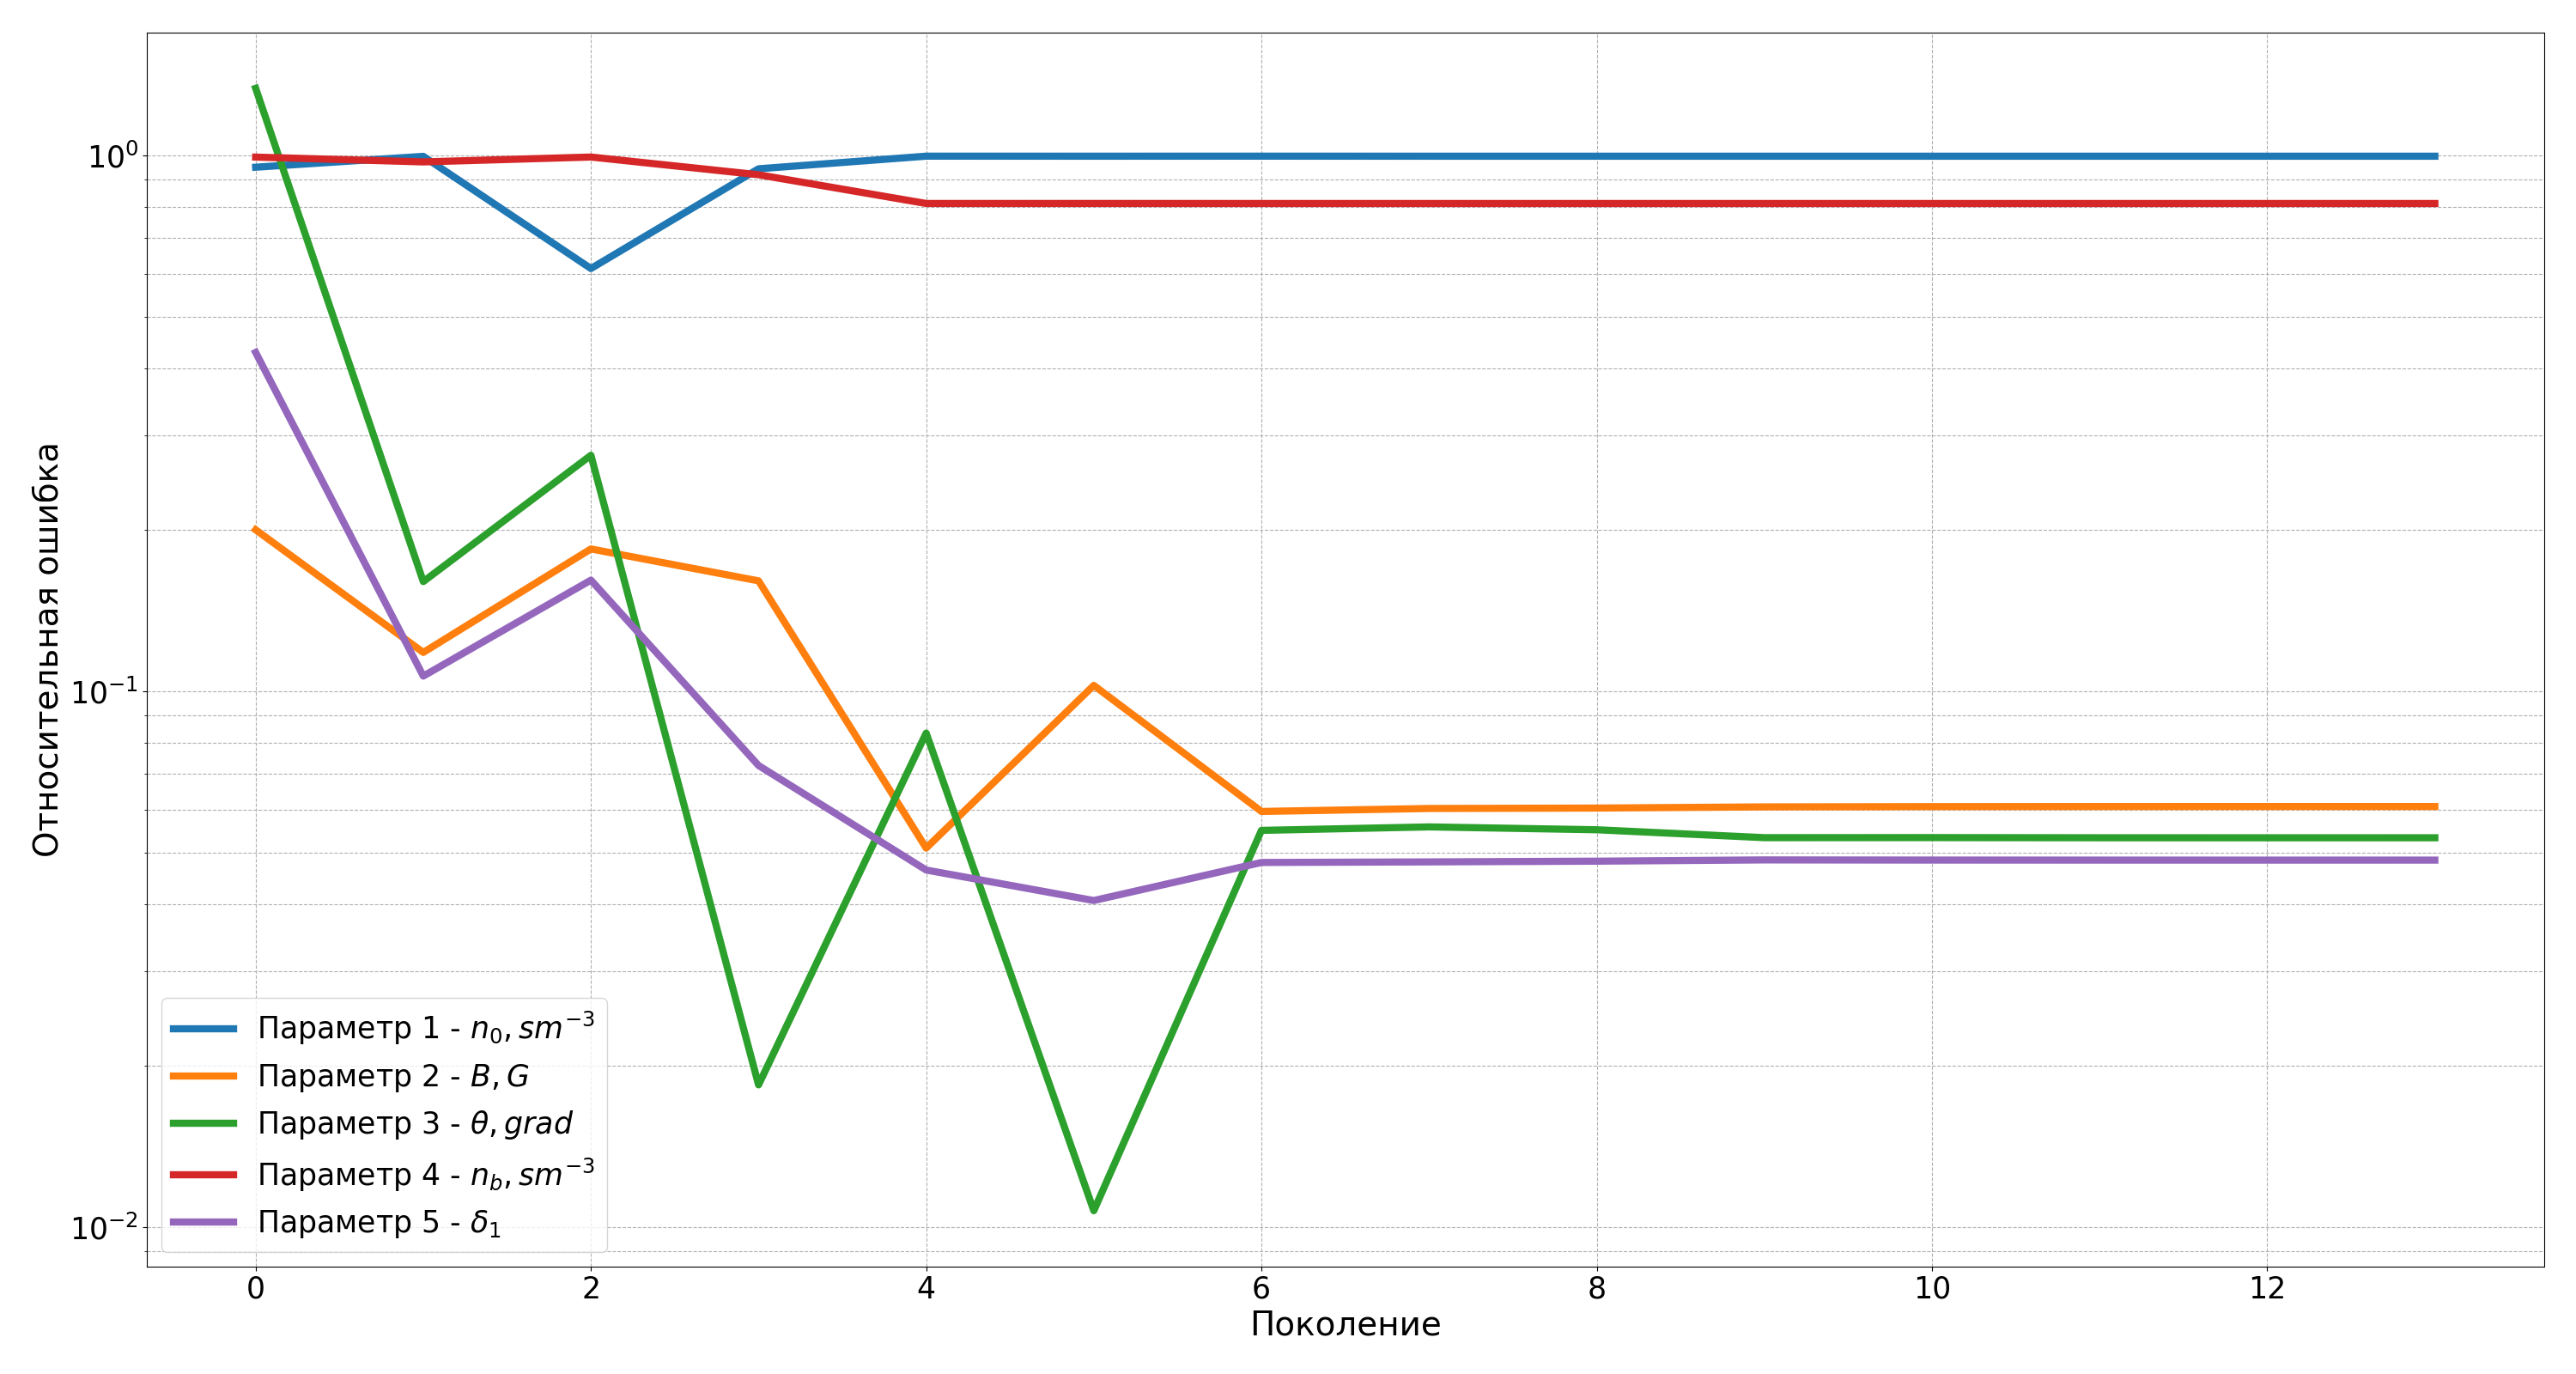 Относительная ошибка
10⁰
10⁻¹
10⁻²
Параметр 1 - n₀, sm⁻³
Параметр 2 - B, G
Параметр 3 - θ, grad
Параметр 4 - n_b, sm⁻³
Параметр 5 - δ₁
0 2 4 6 8 10 12
Поколение